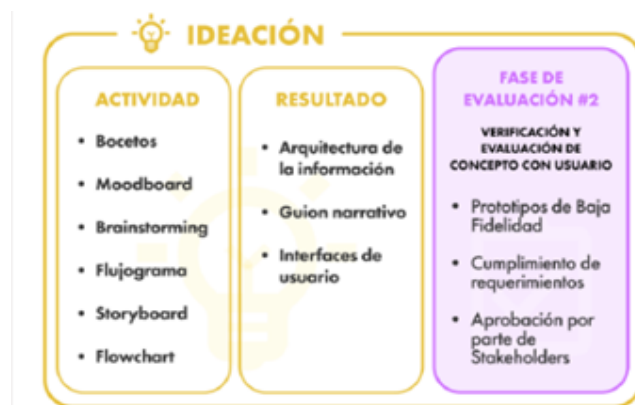 IDEACIÓN
ACTIVIDAD
• Bocetos
• Moodboard
• Brainstorming
• Flujograma
• Storyboard
• Flowchart
RESULTADO
• Arquitectura de
la información
• Guion narrativo
• Interfaces de
usuario
FASE DE
EVALUACIÓN #2
VERIFICACIÓN Y
EVALUACIÓN DE
CONCEPTO CON USUARIO
• Prototipos de Baja
Fidelidad
• Cumplimiento de
requerimientos
• Aprobación por
parte de
Stakeholders